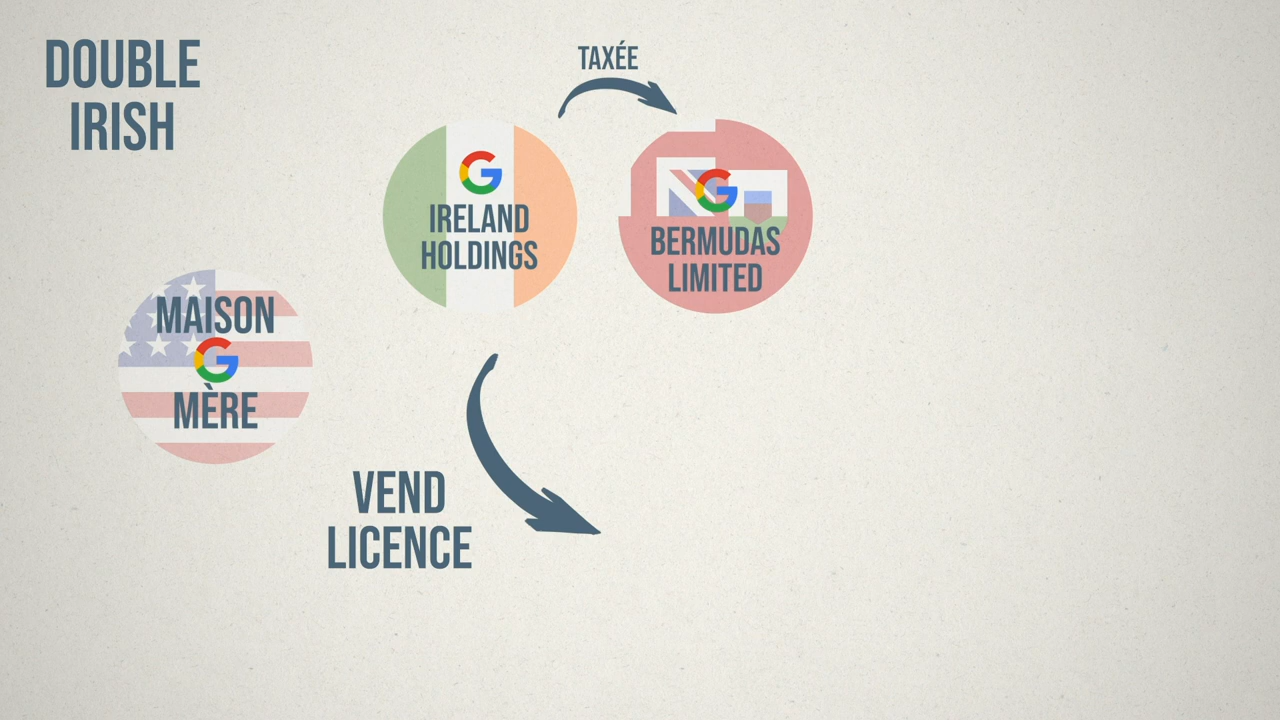 DOUBLE
IRISH
TAXÉE
IRELAND
HOLDINGS
BERMUDAS
LIMITED
MAISON
MÈRE
VEND
LICENCE